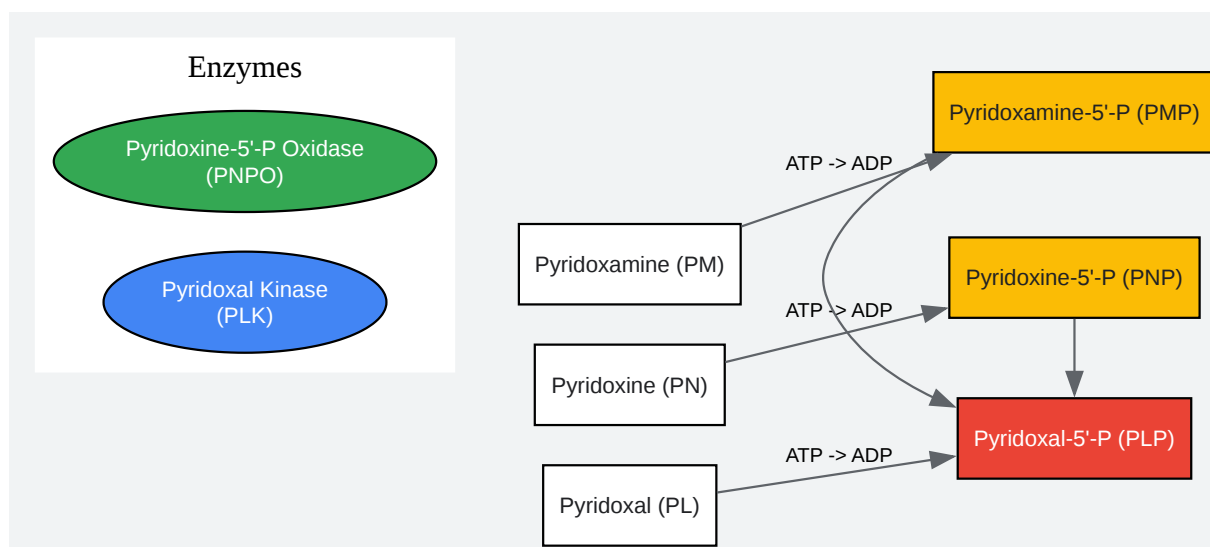 Enzymes
Pyridoxine-5'-P Oxidase
(PNPO)
Pyridoxal Kinase
(PLK)
Pyridoxamine-5'-P (PMP)
ATP -> ADP
Pyridoxamine (PM)
Pyridoxine-5'-P (PNP)
ATP -> ADP
Pyridoxine (PN)
Pyridoxal-5'-P (PLP)
ATP -> ADP
Pyridoxal (PL)